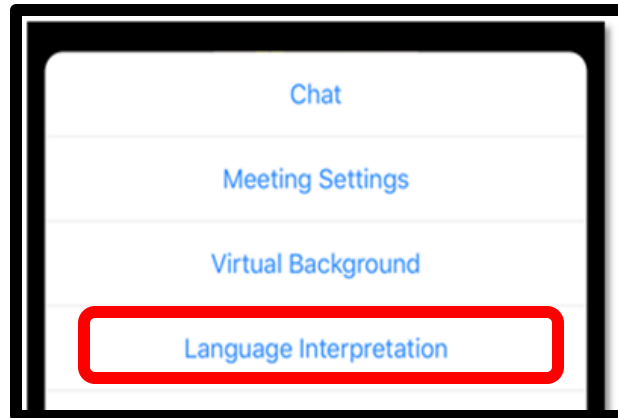 Chat
Meeting Settings
Virtual Background
Language Interpretation